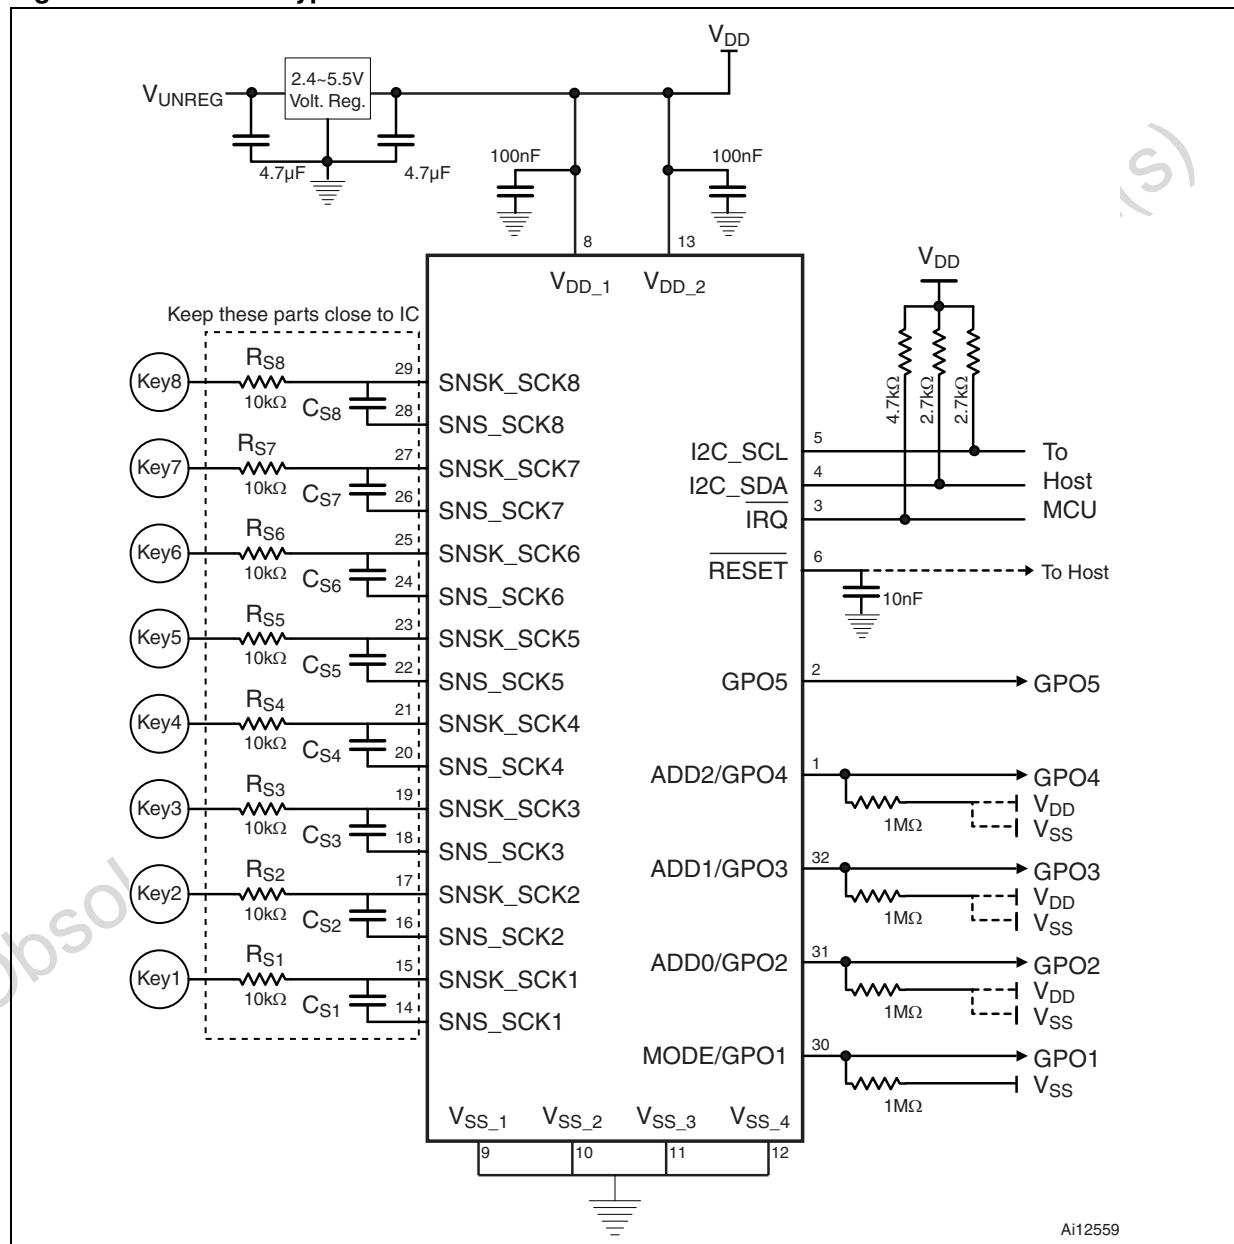 V_DD
V_UNREG
2.4~5.5V
Volt. Reg.
4.7µF
4.7µF
100nF
100nF
8
13
V_DD_1
V_DD_2
V_DD
Keep these parts close to IC
4.7kΩ
2.7kΩ
2.7kΩ
Key8
R_S8
10kΩ
C_S8
29
SNSK_SCK8
28
SNS_SCK8
Key7
R_S7
10kΩ
C_S7
27
SNSK_SCK7
26
SNS_SCK7
Key6
R_S6
10kΩ
C_S6
25
SNSK_SCK6
24
SNS_SCK6
Key5
R_S5
10kΩ
C_S5
23
SNSK_SCK5
22
SNS_SCK5
Key4
R_S4
10kΩ
C_S4
21
SNSK_SCK4
20
SNS_SCK4
Key3
R_S3
10kΩ
C_S3
19
SNSK_SCK3
18
SNS_SCK3
Key2
R_S2
10kΩ
C_S2
17
SNSK_SCK2
16
SNS_SCK2
Key1
R_S1
10kΩ
C_S1
15
SNSK_SCK1
14
SNS_SCK1
I2C_SCL
5
I2C_SDA
4
IRQ
3
To
Host
MCU
RESET
6
To Host
10nF
GPO5
2
GPO5
ADD2/GPO4
1
GPO4
1MΩ
V_DD
V_SS
ADD1/GPO3
32
GPO3
1MΩ
V_DD
V_SS
ADD0/GPO2
31
GPO2
1MΩ
V_DD
V_SS
MODE/GPO1
30
GPO1
1MΩ
V_SS
V_SS_1
V_SS_2
V_SS_3
V_SS_4
9
10
11
12
Ai12559